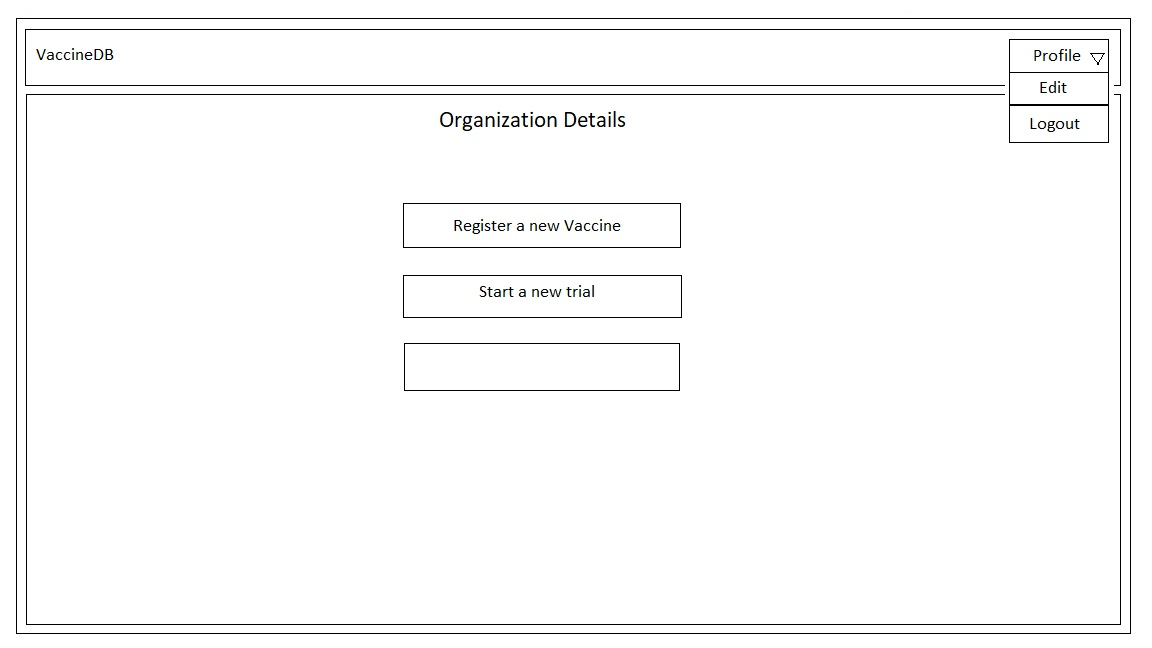 VaccineDB
Profile
Edit
Logout
Organization Details
Register a new Vaccine
Start a new trial